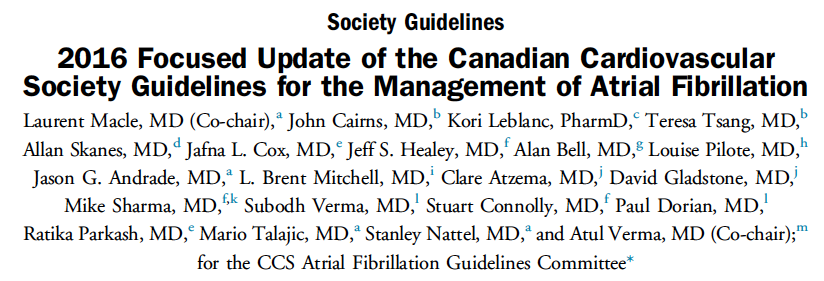 Society Guidelines
2016 Focused Update of the Canadian Cardiovascular
Society Guidelines for the Management of Atrial Fibrillation
Laurent Macle, MD (Co-chair),a John Cairns, MD,b Kori Leblanc, PharmD,c Teresa Tsang, MD,b
Allan Skanes, MD,d Jafna L. Cox, MD,e Jeff S. Healey, MD,f Alan Bell, MD,g Louise Pilote, MD,h
Jason G. Andrade, MD,a L. Brent Mitchell, MD,i Clare Atzema, MD,j David Gladstone, MD,j
Mike Sharma, MD,f,k Subodh Verma, MD,l Stuart Connolly, MD,f Paul Dorian, MD,l
Ratika Parkash, MD,e Mario Talajic, MD,a Stanley Nattel, MD,a and Atul Verma, MD (Co-chair);m
for the CCS Atrial Fibrillation Guidelines Committee*